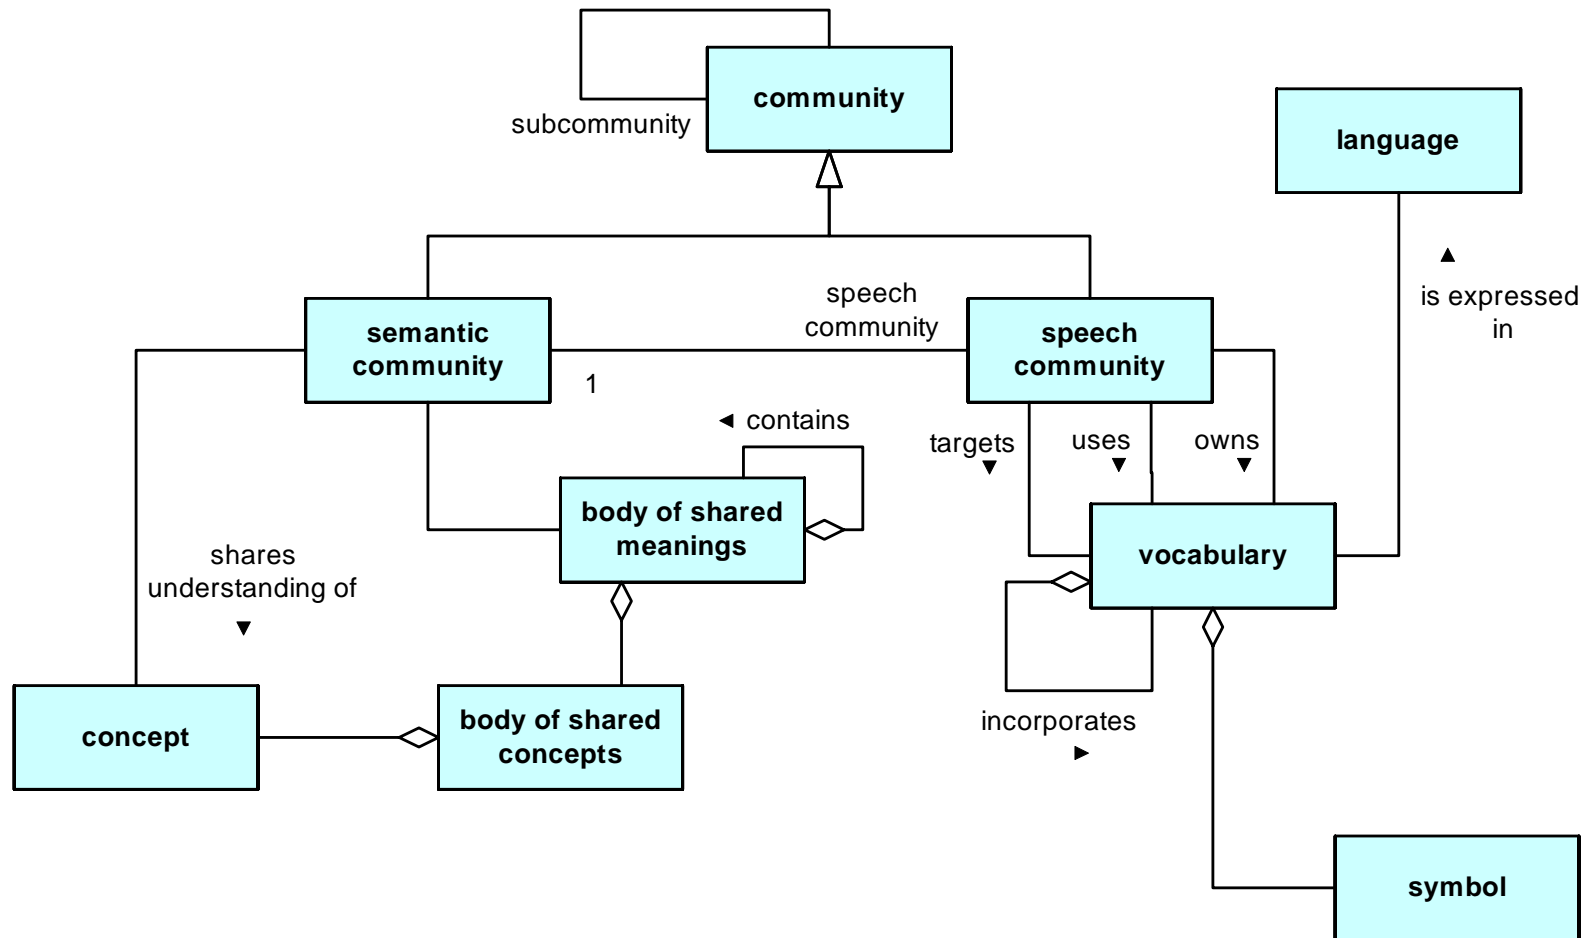 community
subcommunity
language
is expressed
in
semantic
community
1
speech
community
speech
community
◄ contains
targets
▼
uses
▼
owns
▼
body of shared
meanings
vocabulary
shares
understanding of
▼
concept
body of shared
concepts
incorporates
►
symbol